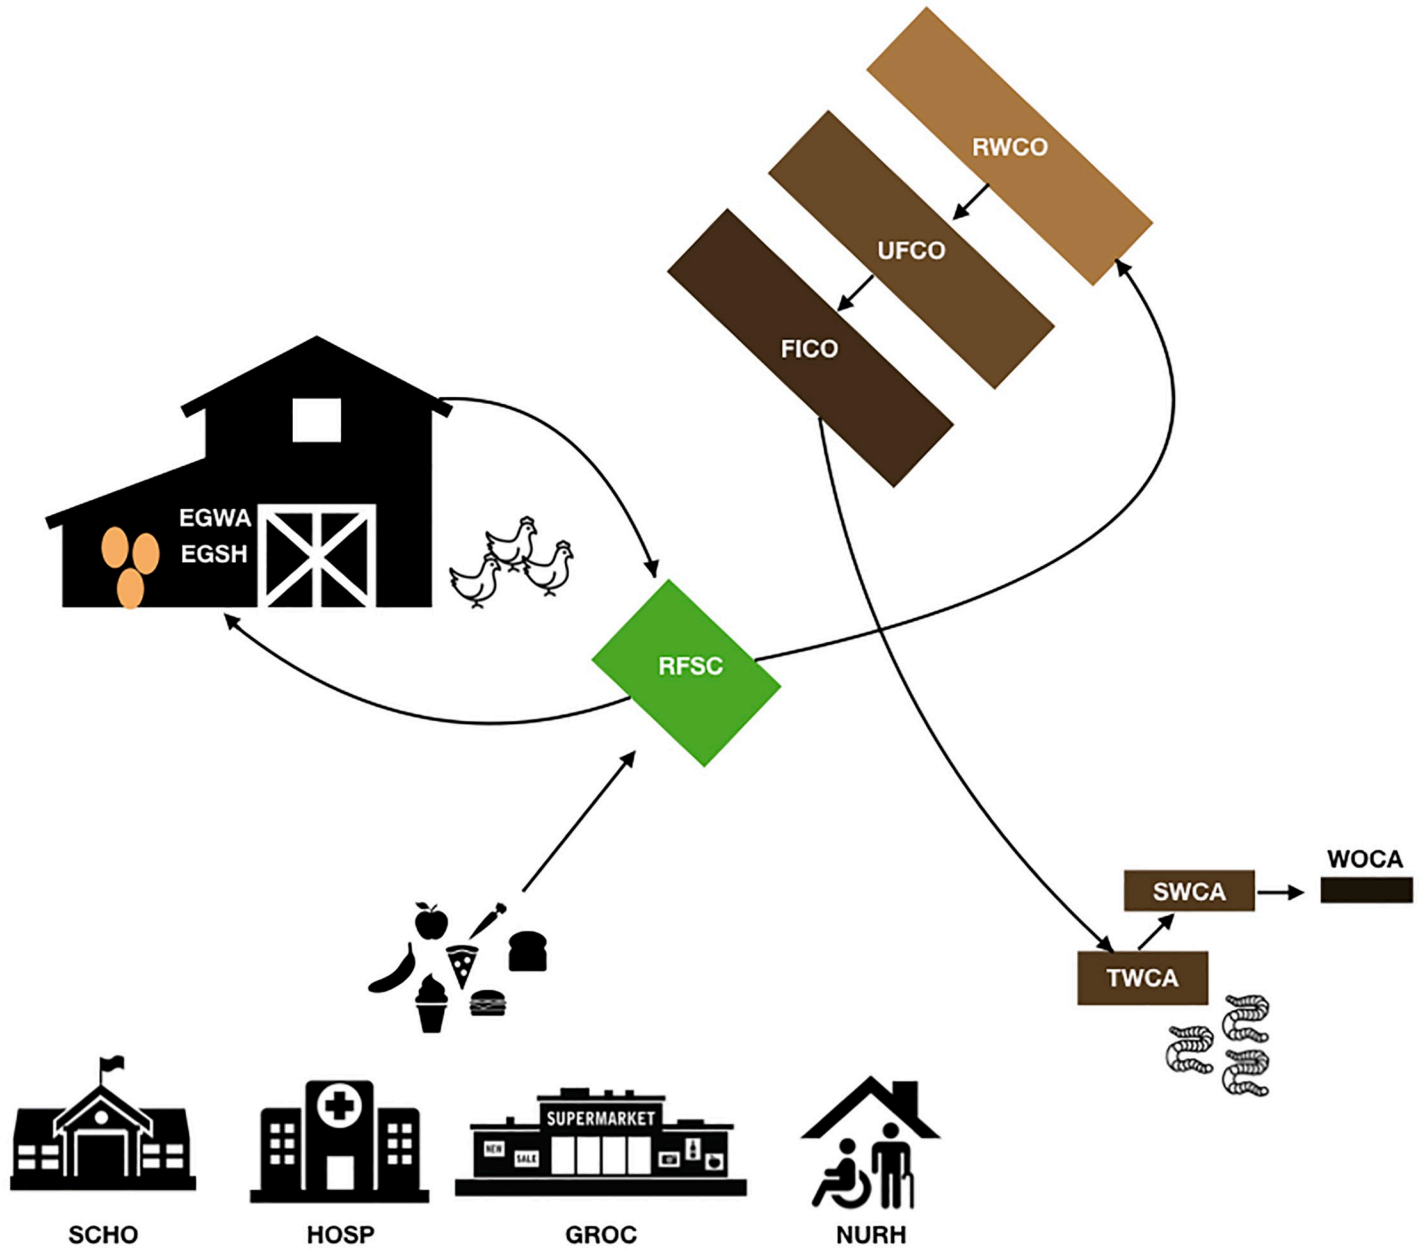 RWCO
UFCO
FICO
EGWA
EGSH
RFSC
WOCA
SWCA
TWCA
SUPERMARKET
NEW
SALE
SCHO
HOSP
GROC
NURH